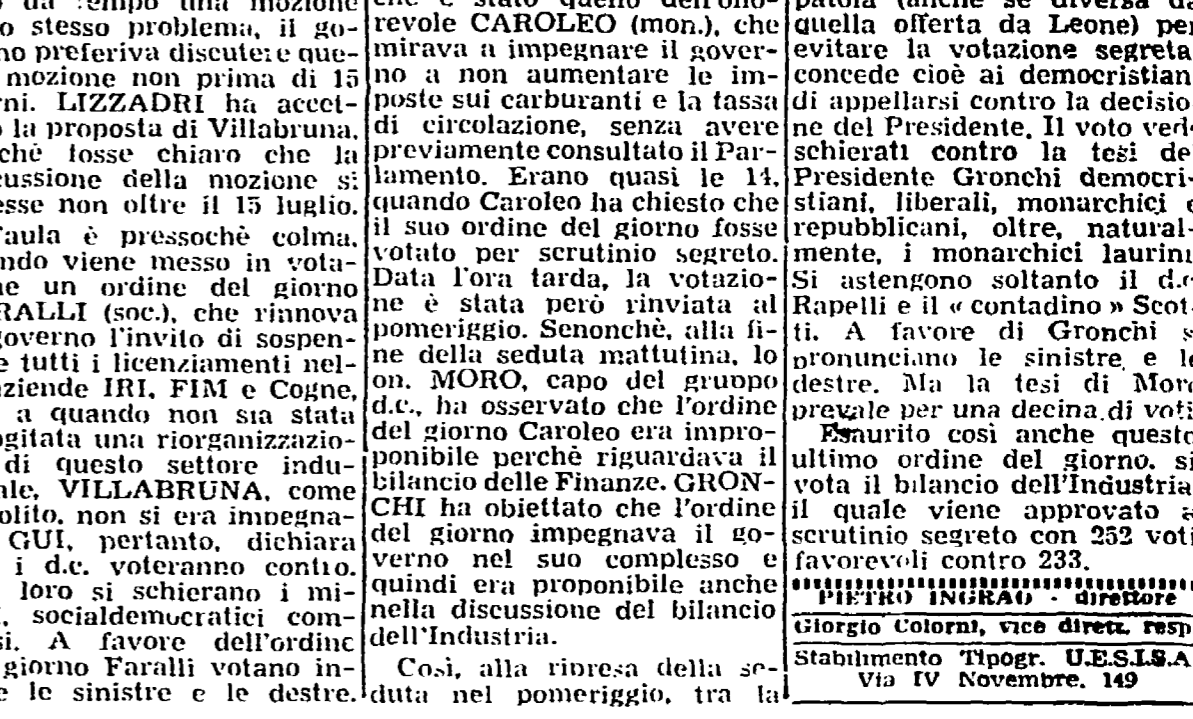 da tempo una mozione
o stesso problema, il go-
no preferiva discutere que-
mozione non prima di 15
rni. LIZZADRI ha accet-
o la proposta di Villabruna,
chè fosse chiaro che la
cussione della mozione si
esse non oltre il 15 luglio.
'aula è pressochè colma,
ndo viene messo in vota-
ne un ordine del giorno
RALLI (soc.), che rinnova
governo l'invito di sospen-
e tutti i licenziamenti nel-
aziende IRI, FIM e Cogne,
a quando non sia stata
ogitata una riorganizzazio-
di questo settore indu-
ale, VILLABRUNA, come
olito, non si era impegna-
GUI, pertanto, dichiara
i d.c. voteranno contro.
loro si schierano i mi-
, socialdemocratici com-
si. A favore dell'ordine
giorno Faralli votano in-
e le sinistre e le destre.
che è stato quello dell'ono-
revole CAROLEO (mon.), che
mirava a impegnare il gover-
no a non aumentare le im-
poste sui carburanti e la tassa
di circolazione, senza avere
previamente consultato il Par-
lamento. Erano quasi le 14,
quando Caroleo ha chiesto che
il suo ordine del giorno fosse
votato per scrutinio segreto.
Data l'ora tarda, la votazio-
ne è stata però rinviata al
pomeriggio. Senonchè, alla fi-
ne della seduta mattutina, lo
on. MORO, capo del gruppo
d.c., ha osservato che l'ordine
del giorno Caroleo era impro-
ponibile perchè riguardava il
bilancio delle Finanze. GRON-
CHI ha obiettato che l'ordine
del giorno impegnava il go-
verno nel suo complesso e
quindi era proponibile anche
nella discussione del bilancio
dell'Industria.
Così, alla ripresa della se-
duta nel pomeriggio, tra la
patoia (anche se diversa da
quella offerta da Leone) per
evitare la votazione segreta
concede cioè ai democristian
di appellarsi contro la decisio
ne del Presidente. Il voto vede
schierati contro la tesi de
Presidente Gronchi democri-
stiani, liberali, monarchici e
repubblicani, oltre, natural-
mente, i monarchici laurini
Si astengono soltanto il d.c
Rapelli e il « contadino » Scot-
ti. A favore di Gronchi s
pronunciano le sinistre e le
destre. Ma la tesi di Moro
prevale per una decina di voti
Esaurito così anche questo
ultimo ordine del giorno, si
vota il bilancio dell'Industria
il quale viene approvato a
scrutinio segreto con 252 voti
favorevoli contro 233.
PIETRO INGRAO - direttore
Giorgio Colorni, vice dirett. resp
Stabilimento Tipogr. U.E.S.I.S.A
Via IV Novembre, 149